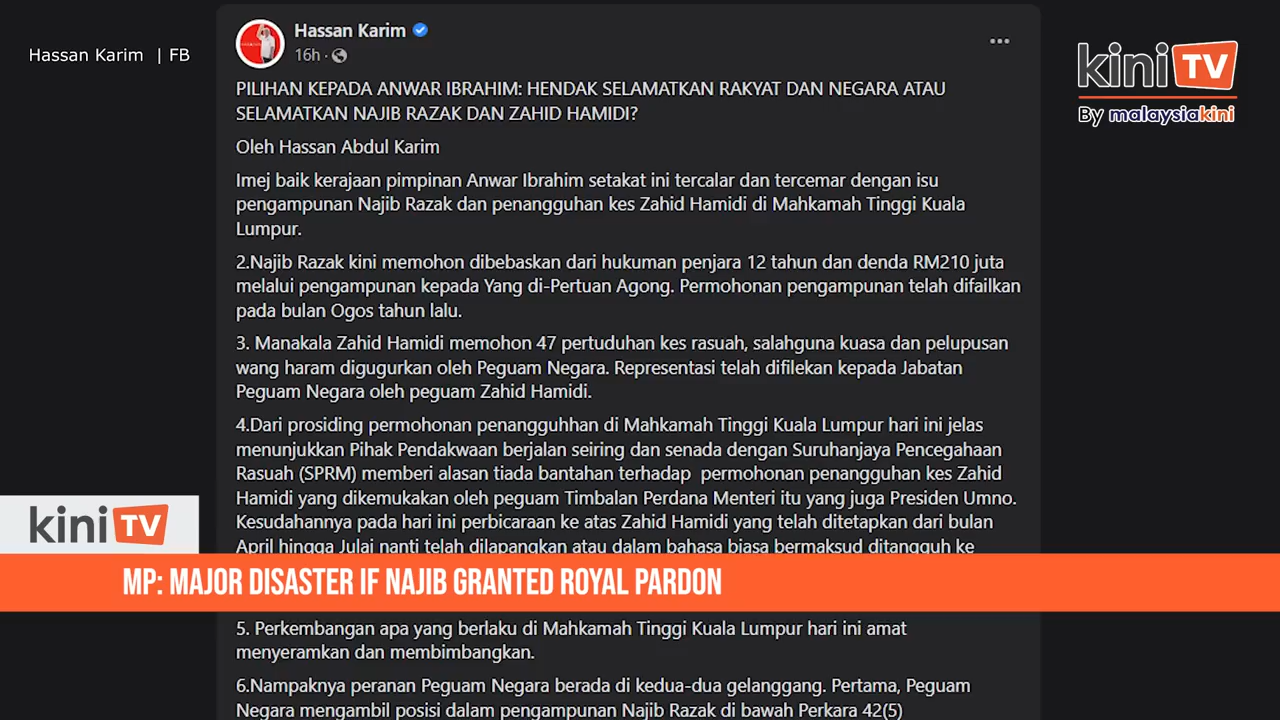 Hassan Karim | FB
Hassan Karim
16h ·
kini TV
By malaysiakini
PILIHAN KEPADA ANWAR IBRAHIM: HENDAK SELAMATKAN RAKYAT DAN NEGARA ATAU
SELAMATKAN NAJIB RAZAK DAN ZAHID HAMIDI?
Oleh Hassan Abdul Karim
Imej baik kerajaan pimpinan Anwar Ibrahim setakat ini tercalar dan tercemar dengan isu
pengampunan Najib Razak dan penangguhan kes Zahid Hamidi di Mahkamah Tinggi Kuala
Lumpur.
2.Najib Razak kini memohon dibebaskan dari hukuman penjara 12 tahun dan denda RM210 juta
melalui pengampunan kepada Yang di-Pertuan Agong. Permohonan pengampunan telah difailkan
pada bulan Ogos tahun lalu.
3. Manakala Zahid Hamidi memohon 47 pertuduhan kes rasuah, salahguna kuasa dan pelupusan
wang haram digugurkan oleh Peguam Negara. Representasi telah difilekan kepada Jabatan
Peguam Negara oleh peguam Zahid Hamidi.
4.Dari prosiding permohonan penangguhhan di Mahkamah Tinggi Kuala Lumpur hari ini jelas
menunjukkan Pihak Pendakwaan berjalan seiring dan senada dengan Suruhanjaya Pencegahaan
Rasuah (SPRM) memberi alasan tiada bantahan terhadap permohonan penangguhan kes Zahid
Hamidi yang dikemukakan oleh peguam Timbalan Perdana Menteri itu yang juga Presiden Umno.
Kesudahannya pada hari ini perbicaraan ke atas Zahid Hamidi yang telah ditetapkan dari bulan
April hingga Julai nanti telah dilapangkan atau dalam bahasa biasa bermaksud ditangguh ke
kini TV
MP: MAJOR DISASTER IF NAJIB GRANTED ROYAL PARDON
5. Perkembangan apa yang berlaku di Mahkamah Tinggi Kuala Lumpur hari ini amat
menyeramkan dan membimbangkan.
6.Nampaknya peranan Peguam Negara berada di kedua-dua gelanggang. Pertama, Peguam
Negara mengambil posisi dalam pengampunan Najib Razak di bawah Perkara 42(5)